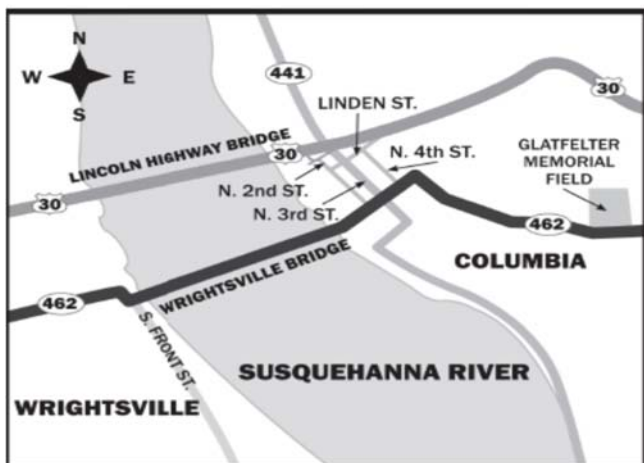 N
W E
S
441
30
LINDEN ST.
LINCOLN HIGHWAY BRIDGE
30
N. 4th ST.
GLATFELTER
MEMORIAL
FIELD
N. 2nd ST.
30
N. 3rd ST.
462
WRIGHTSVILLE BRIDGE
COLUMBIA
462
S. FRONT ST.
SUSQUEHANNA RIVER
WRIGHTSVILLE